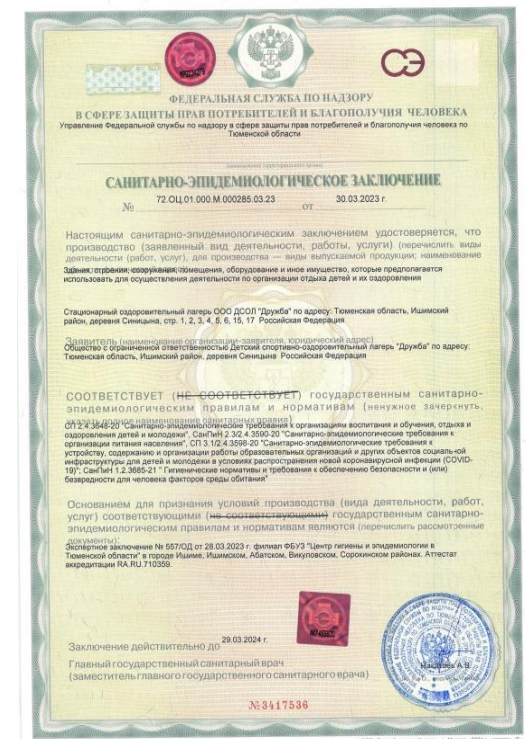 СЭ
ФЕДЕРАЛЬНАЯ СЛУЖБА ПО НАДЗОРУ
В СФЕРЕ ЗАЩИТЫ ПРАВ ПОТРЕБИТЕЛЕЙ И БЛАГОПОЛУЧИЯ ЧЕЛОВЕКА
Управление Федеральной службы по надзору в сфере защиты прав потребителей и благополучия человека по
Тюменской области
САНИТАРНО-ЭПИДЕМИОЛОГИЧЕСКОЕ ЗАКЛЮЧЕНИЕ
№ 72.ОЦ.01.000.М.000285.03.23 от 30.03.2023 г.
Настоящим санитарно-эпидемиологическим заключением удостоверяется, что
производство (заявленный вид деятельности, работы, услуги) (перечислить виды
деятельности (работ, услуг), для производства — виды выпускаемой продукции; наименование
Здания, строения, сооружения, помещения, оборудование и иное имущество, которые предполагается
использовать для осуществления деятельности по организации отдыха детей и их оздоровления
Стационарный оздоровительный лагерь ООО ДСОЛ "Дружба" по адресу: Тюменская область, Ишимский
район, деревня Синицына, стр. 1, 2, 3, 4, 5, 6, 15, 17 Российская Федерация
Заявитель (наименование организации-заявителя, юридический адрес)
Общество с ограниченной ответственностью Детский спортивно-оздоровительный лагерь "Дружба" по адресу:
Тюменская область, Ишимский район, деревня Синицына Российская Федерация
СООТВЕТСТВУЕТ (НЕ СООТВЕТСТВУЕТ) государственным санитарно-
эпидемиологическим правилам и нормативам (ненужное зачеркнуть,
указать полное наименование санитарных правил)
СП 2.4.3648-20 "Санитарно-эпидемиологические требования к организациям воспитания и обучения, отдыха и
оздоровления детей и молодежи", СанПиН 2.3/2.4.3590-20 "Санитарно-эпидемиологические требования к
организации питания населения", СП 3.1/2.4.3598-20 "Санитарно-эпидемиологические требования к
устройству, содержанию и организации работы образовательных организаций и других объектов социальной
инфраструктуры для детей и молодежи в условиях распространения новой коронавирусной инфекции (COVID-
19)"; СанПиН 1.2.3685-21 " Гигиенические нормативы и требования к обеспечению безопасности и (или)
безвредности для человека факторов среды обитания"
Основанием для признания условий производства (вида деятельности, работ,
услуг) соответствующими (не соответствующими) государственным санитарно-
эпидемиологическим правилам и нормативам являются (перечислить рассмотренные
документы):
Экспертное заключение № 557/ОД от 28.03.2023 г. филиал ФБУЗ "Центр гигиены и эпидемиологии в
Тюменской области" в городе Ишиме, Ишимском, Абатском, Викуловском, Сорокинском районах. Аттестат
аккредитации RA.RU.710359.
Заключение действительно до 29.03.2024 г.
Главный государственный санитарный врач
(заместитель главного государственного санитарного врача)
№3417536